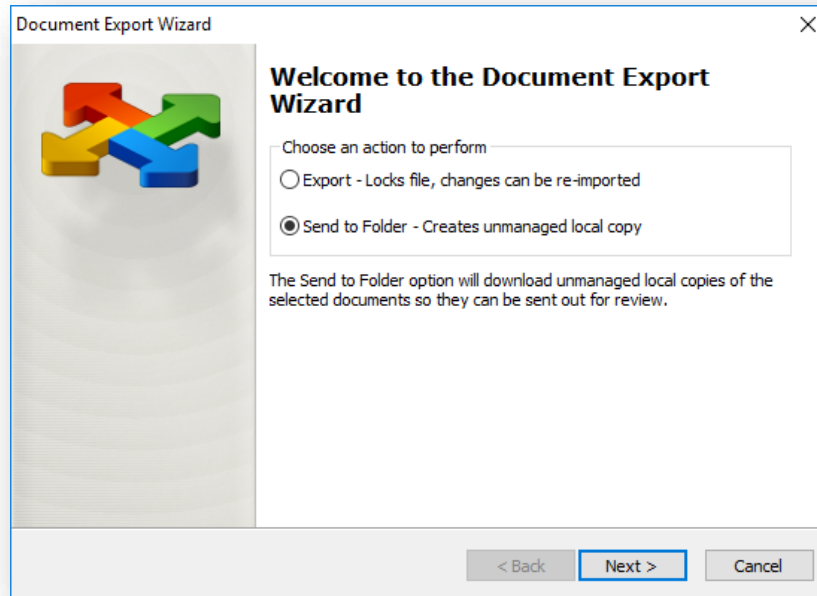 Document Export Wizard
Welcome to the Document Export
Wizard
Choose an action to perform
Export - Locks file, changes can be re-imported
Send to Folder - Creates unmanaged local copy
The Send to Folder option will download unmanaged local copies of the
selected documents so they can be sent out for review.
< Back
Next >
Cancel